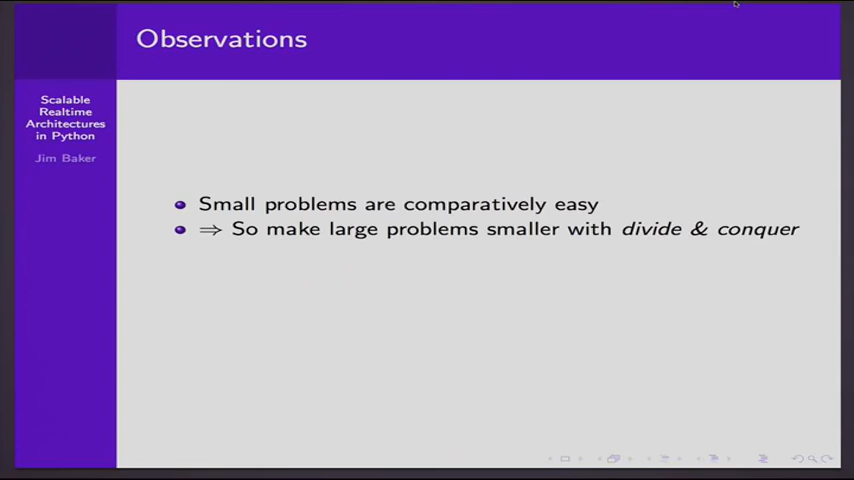 Observations
Scalable
Realtime
Architectures
in Python
Jim Baker
Small problems are comparatively easy
⇒ So make large problems smaller with divide & conquer